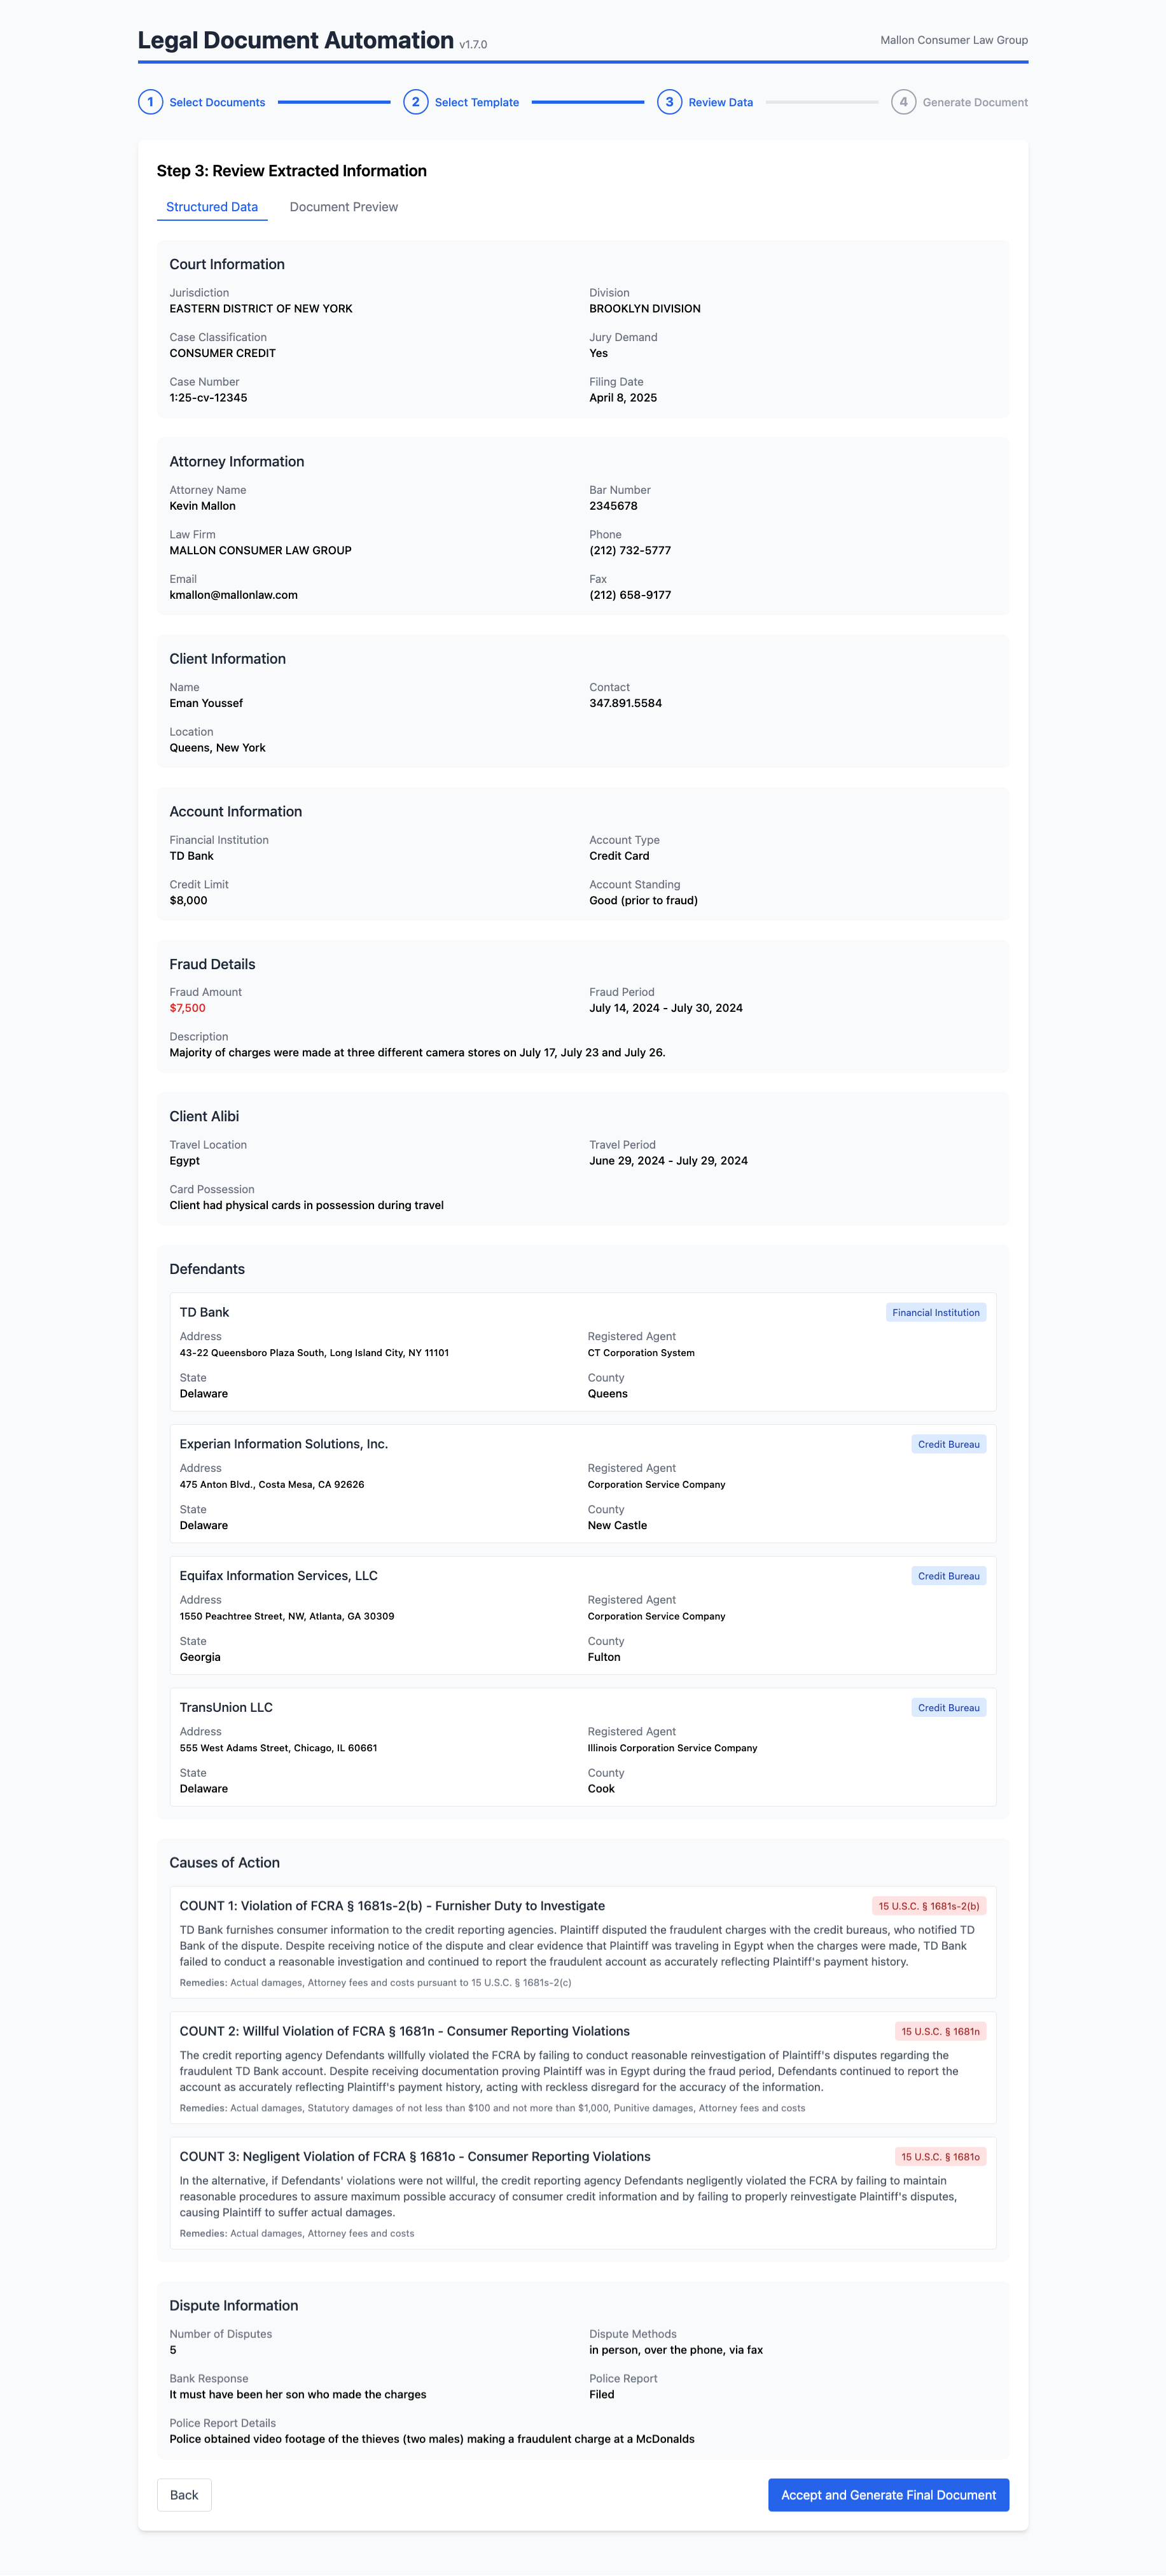 Legal Document Automation v1.7.0
Mallon Consumer Law Group
1 Select Documents
2 Select Template
3 Review Data
4 Generate Document
Step 3: Review Extracted Information
Structured Data
Document Preview
Court Information
Jurisdiction
EASTERN DISTRICT OF NEW YORK
Division
BROOKLYN DIVISION
Case Classification
CONSUMER CREDIT
Jury Demand
Yes
Case Number
1:25-cv-12345
Filing Date
April 8, 2025
Attorney Information
Attorney Name
Kevin Mallon
Bar Number
2345678
Law Firm
MALLON CONSUMER LAW GROUP
Phone
(212) 732-5777
Email
kmallon@mallonlaw.com
Fax
(212) 658-9177
Client Information
Name
Eman Youssef
Contact
347.891.5584
Location
Queens, New York
Account Information
Financial Institution
TD Bank
Account Type
Credit Card
Credit Limit
$8,000
Account Standing
Good (prior to fraud)
Fraud Details
Fraud Amount
$7,500
Fraud Period
July 14, 2024 - July 30, 2024
Description
Majority of charges were made at three different camera stores on July 17, July 23 and July 26.
Client Alibi
Travel Location
Egypt
Travel Period
June 29, 2024 - July 29, 2024
Card Possession
Client had physical cards in possession during travel
Defendants
TD Bank
Financial Institution
Address
43-22 Queensboro Plaza South, Long Island City, NY 11101
Registered Agent
CT Corporation System
State
Delaware
County
Queens
Experian Information Solutions, Inc.
Credit Bureau
Address
475 Anton Blvd., Costa Mesa, CA 92626
Registered Agent
Corporation Service Company
State
Delaware
County
New Castle
Equifax Information Services, LLC
Credit Bureau
Address
1550 Peachtree Street, NW, Atlanta, GA 30309
Registered Agent
Corporation Service Company
State
Georgia
County
Fulton
TransUnion LLC
Credit Bureau
Address
555 West Adams Street, Chicago, IL 60661
Registered Agent
Illinois Corporation Service Company
State
Delaware
County
Cook
Causes of Action
COUNT 1: Violation of FCRA § 1681s-2(b) - Furnisher Duty to Investigate
15 U.S.C. § 1681s-2(b)
TD Bank furnishes consumer information to the credit reporting agencies. Plaintiff disputed the fraudulent charges with the credit bureaus, who notified TD
Bank of the dispute. Despite receiving notice of the dispute and clear evidence that Plaintiff was traveling in Egypt when the charges were made, TD Bank
failed to conduct a reasonable investigation and continued to report the fraudulent account as accurately reflecting Plaintiff's payment history.
Remedies: Actual damages, Attorney fees and costs pursuant to 15 U.S.C. § 1681s-2(c)
COUNT 2: Willful Violation of FCRA § 1681n - Consumer Reporting Violations
15 U.S.C. § 1681n
The credit reporting agency Defendants willfully violated the FCRA by failing to conduct reasonable reinvestigation of Plaintiff's disputes regarding the
fraudulent TD Bank account. Despite receiving documentation proving Plaintiff was in Egypt during the fraud period, Defendants continued to report the
account as accurately reflecting Plaintiff's payment history, acting with reckless disregard for the accuracy of the information.
Remedies: Actual damages, Statutory damages of not less than $100 and not more than $1,000, Punitive damages, Attorney fees and costs
COUNT 3: Negligent Violation of FCRA § 1681o - Consumer Reporting Violations
15 U.S.C. § 1681o
In the alternative, if Defendants' violations were not willful, the credit reporting agency Defendants negligently violated the FCRA by failing to maintain
reasonable procedures to assure maximum possible accuracy of consumer credit information and by failing to properly reinvestigate Plaintiff's disputes,
causing Plaintiff to suffer actual damages.
Remedies: Actual damages, Attorney fees and costs
Dispute Information
Number of Disputes
5
Dispute Methods
in person, over the phone, via fax
Bank Response
It must have been her son who made the charges
Police Report
Filed
Police Report Details
Police obtained video footage of the thieves (two males) making a fraudulent charge at a McDonalds
Back
Accept and Generate Final Document